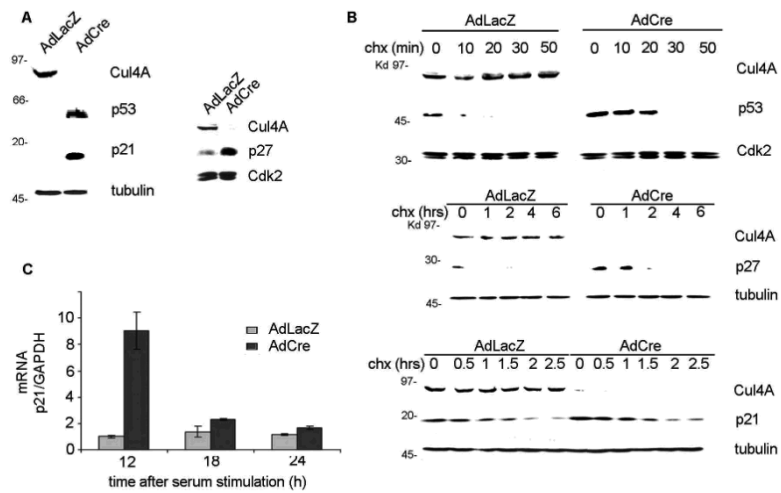 A
AdLacZ AdCre
97-
Cul4A
66-
p53
20-
p21
tubulin
45-
AdLacZ AdCre
Cul4A
p27
Cdk2
B
AdLacZ AdCre
chx (min) 0 10 20 30 50 0 10 20 30 50
Kd 97-
Cul4A
p53
45-
Cdk2
30-
AdLacZ AdCre
chx (hrs) 0 1 2 4 6 0 1 2 4 6
Kd 97-
Cul4A
30-
p27
tubulin
45-
AdLacZ AdCre
chx (hrs) 0 0.5 1 1.5 2 2.5 0 0.5 1 1.5 2 2.5
97-
Cul4A
20-
p21
tubulin
45-
C
mRNA
p21/GAPDH
10
8
6
4
2
0
AdLacZ
AdCre
12 18 24
time after serum stimulation (h)